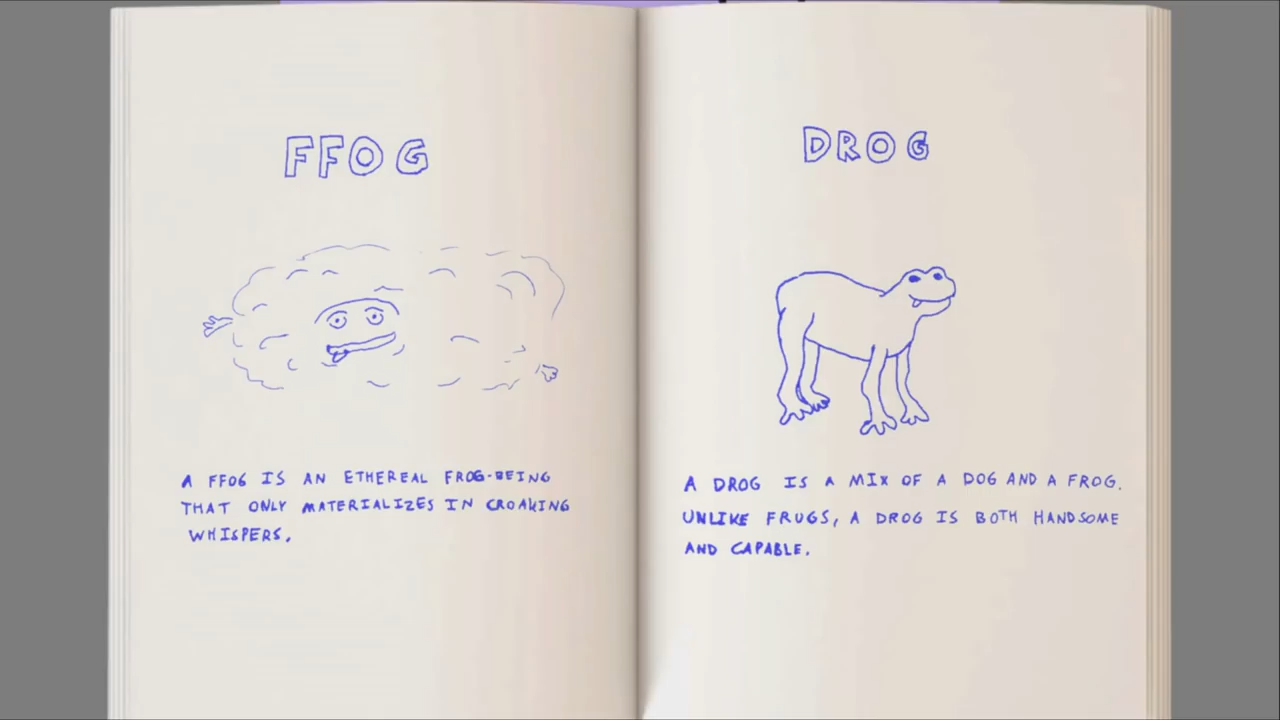 FFOG
A FFOG IS AN ETHEREAL FROG-BEING
THAT ONLY MATERIALIZES IN CROAKING
WHISPERS.
DROG
A DROG IS A MIX OF A DOG AND A FROG.
UNLIKE FRUGS, A DROG IS BOTH HANDSOME
AND CAPABLE.